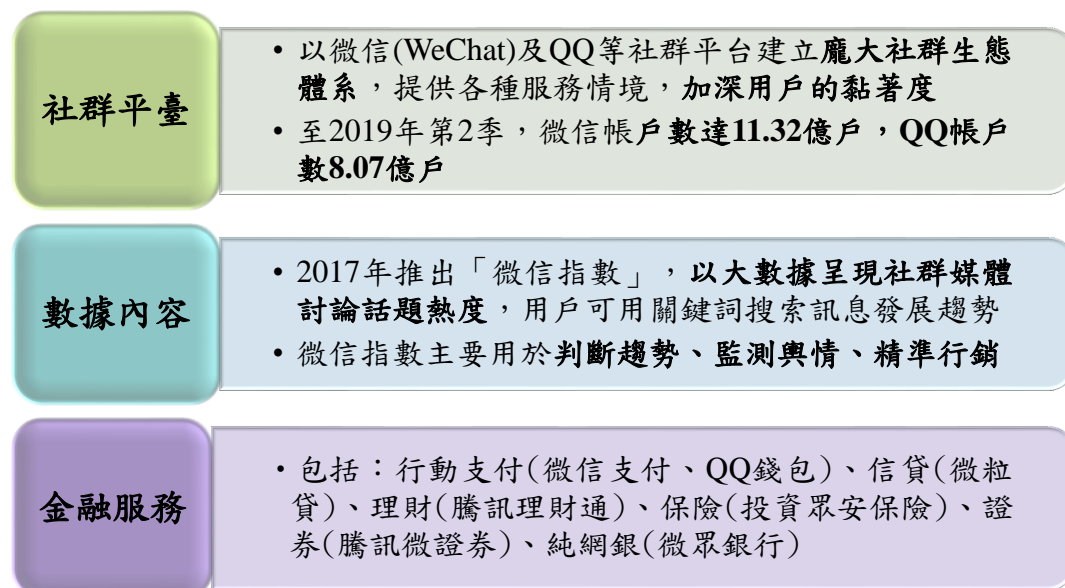 社群平臺
• 以微信(WeChat)及QQ等社群平台建立龐大社群生態
體系，提供各種服務情境，加深用戶的黏著度
• 至2019年第2季，微信帳戶數達11.32億戶，QQ帳戶
數8.07億戶
數據內容
• 2017年推出「微信指數」，以大數據呈現社群媒體
討論話題熱度，用戶可用關鍵詞搜索訊息發展趨勢
• 微信指數主要用於判斷趨勢、監測輿情、精準行銷
金融服務
• 包括：行動支付(微信支付、QQ錢包)、信貸(微粒
貸)、理財(騰訊理財通)、保險(投資眾安保險)、證
券(騰訊微證券)、純網銀(微眾銀行)